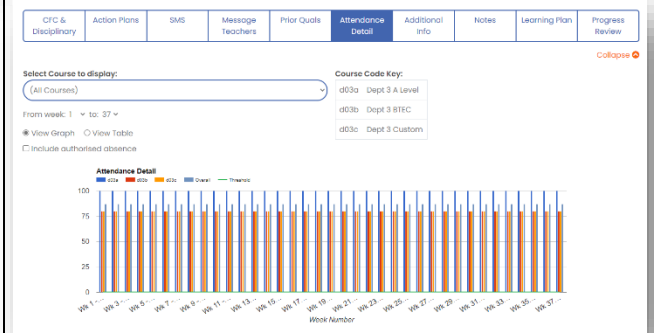 CFC & Disciplinary
Action Plans
SMS
Message Teachers
Prior Quals
Attendance Detail
Additional Info
Notes
Learning Plan
Progress Review
Collapse
Select Course to display:
(All Courses)
From week: 1 to: 37
View Graph View Table
Include authorised absence
Course Code Key:
d03a Dept 3 A Level
d03b Dept 3 BTEC
d03c Dept 3 Custom
Attendance Detail
d03a d03b d03c Overall Threshold
100
75
50
25
0
Wk 1 -... Wk 3 -... Wk 5 -... Wk 7 -... Wk 9 -... Wk 11 ... Wk 13 ... Wk 15 ... Wk 17 ... Wk 19 ... Wk 21 ... Wk 23 ... Wk 25 ... Wk 27 ... Wk 29 ... Wk 31 ... Wk 33 ... Wk 35 ... Wk 37 ...
Week Number